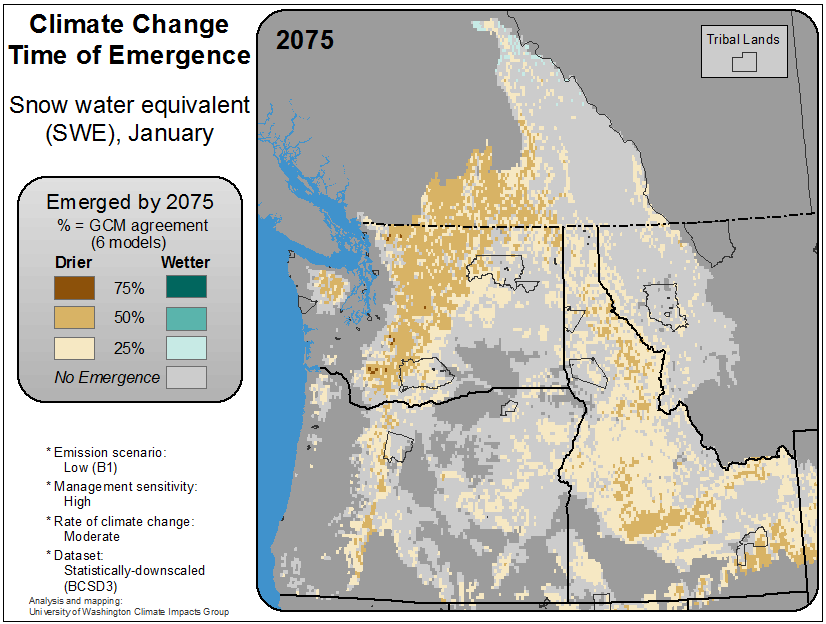 Climate Change
Time of Emergence
Snow water equivalent
(SWE), January
Emerged by 2075
% = GCM agreement
(6 models)
Drier Wetter
75%
50%
25%
No Emergence
* Emission scenario:
Low (B1)
* Management sensitivity:
High
* Rate of climate change:
Moderate
* Dataset:
Statistically-downscaled
(BCSD3)
Analysis and mapping:
University of Washington Climate Impacts Group
2075
Tribal Lands